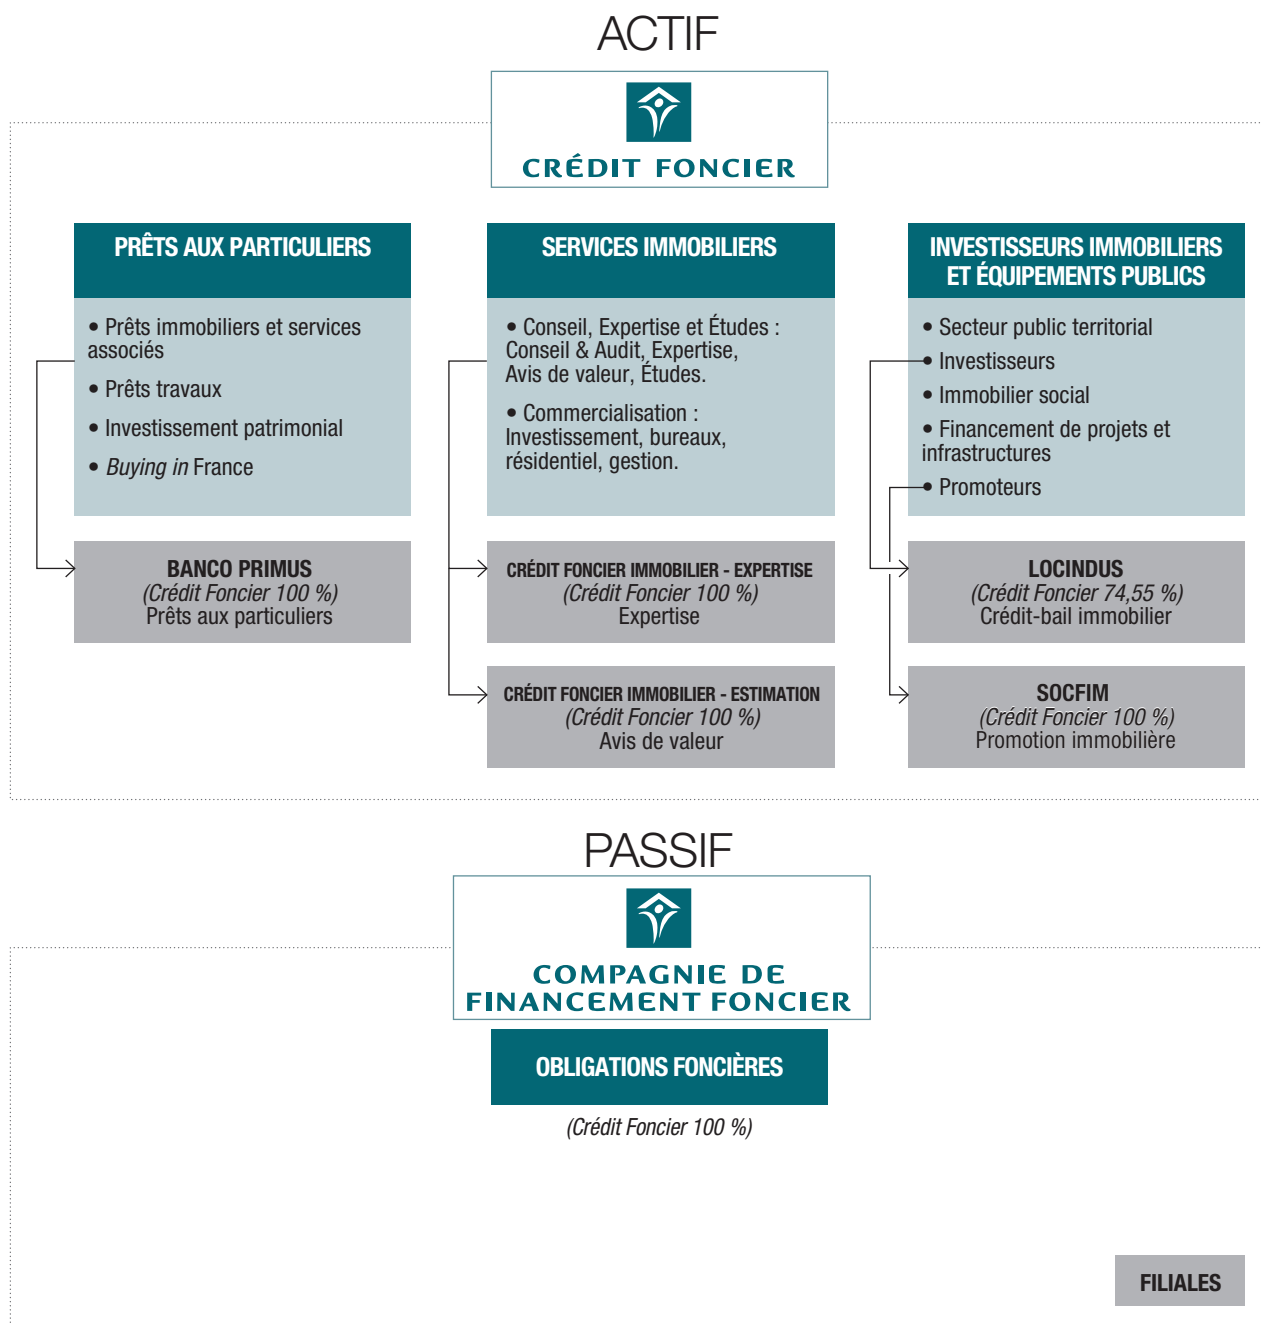 ACTIF
CRÉDIT FONCIER
PRÊTS AUX PARTICULIERS
• Prêts immobiliers et services
associés
• Prêts travaux
• Investissement patrimonial
• Buying in France
BANCO PRIMUS
(Crédit Foncier 100 %)
Prêts aux particuliers
SERVICES IMMOBILIERS
• Conseil, Expertise et Études :
Conseil & Audit, Expertise,
Avis de valeur, Études.
• Commercialisation :
Investissement, bureaux,
résidentiel, gestion.
CRÉDIT FONCIER IMMOBILIER - EXPERTISE
(Crédit Foncier 100 %)
Expertise
CRÉDIT FONCIER IMMOBILIER - ESTIMATION
(Crédit Foncier 100 %)
Avis de valeur
INVESTISSEURS IMMOBILIERS
ET ÉQUIPEMENTS PUBLICS
• Secteur public territorial
• Investisseurs
• Immobilier social
• Financement de projets et
infrastructures
• Promoteurs
LOCINDUS
(Crédit Foncier 74,55 %)
Crédit-bail immobilier
SOCFIM
(Crédit Foncier 100 %)
Promotion immobilière
PASSIF
COMPAGNIE DE
FINANCEMENT FONCIER
OBLIGATIONS FONCIÈRES
(Crédit Foncier 100 %)
FILIALES